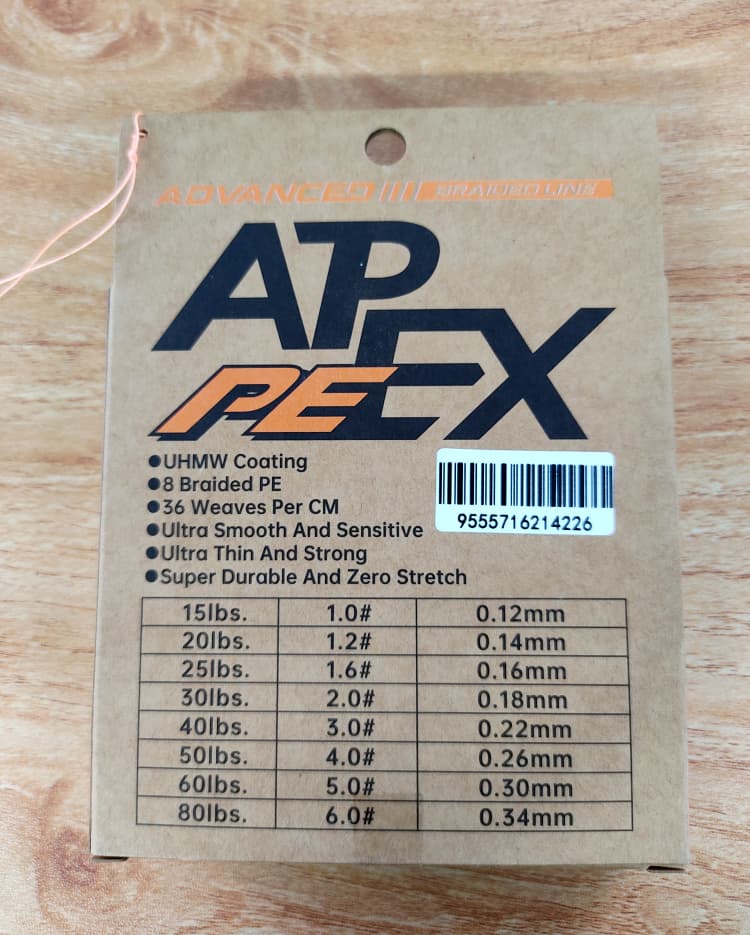 ADVANCED BRAIDED LINE
APEX
PE
●UHMW Coating
●8 Braided PE
●36 Weaves Per CM
●Ultra Smooth And Sensitive
●Ultra Thin And Strong
●Super Durable And Zero Stretch
9555716214226
15lbs. 1.0# 0.12mm
20lbs. 1.2# 0.14mm
25lbs. 1.6# 0.16mm
30lbs. 2.0# 0.18mm
40lbs. 3.0# 0.22mm
50lbs. 4.0# 0.26mm
60lbs. 5.0# 0.30mm
80lbs. 6.0# 0.34mm